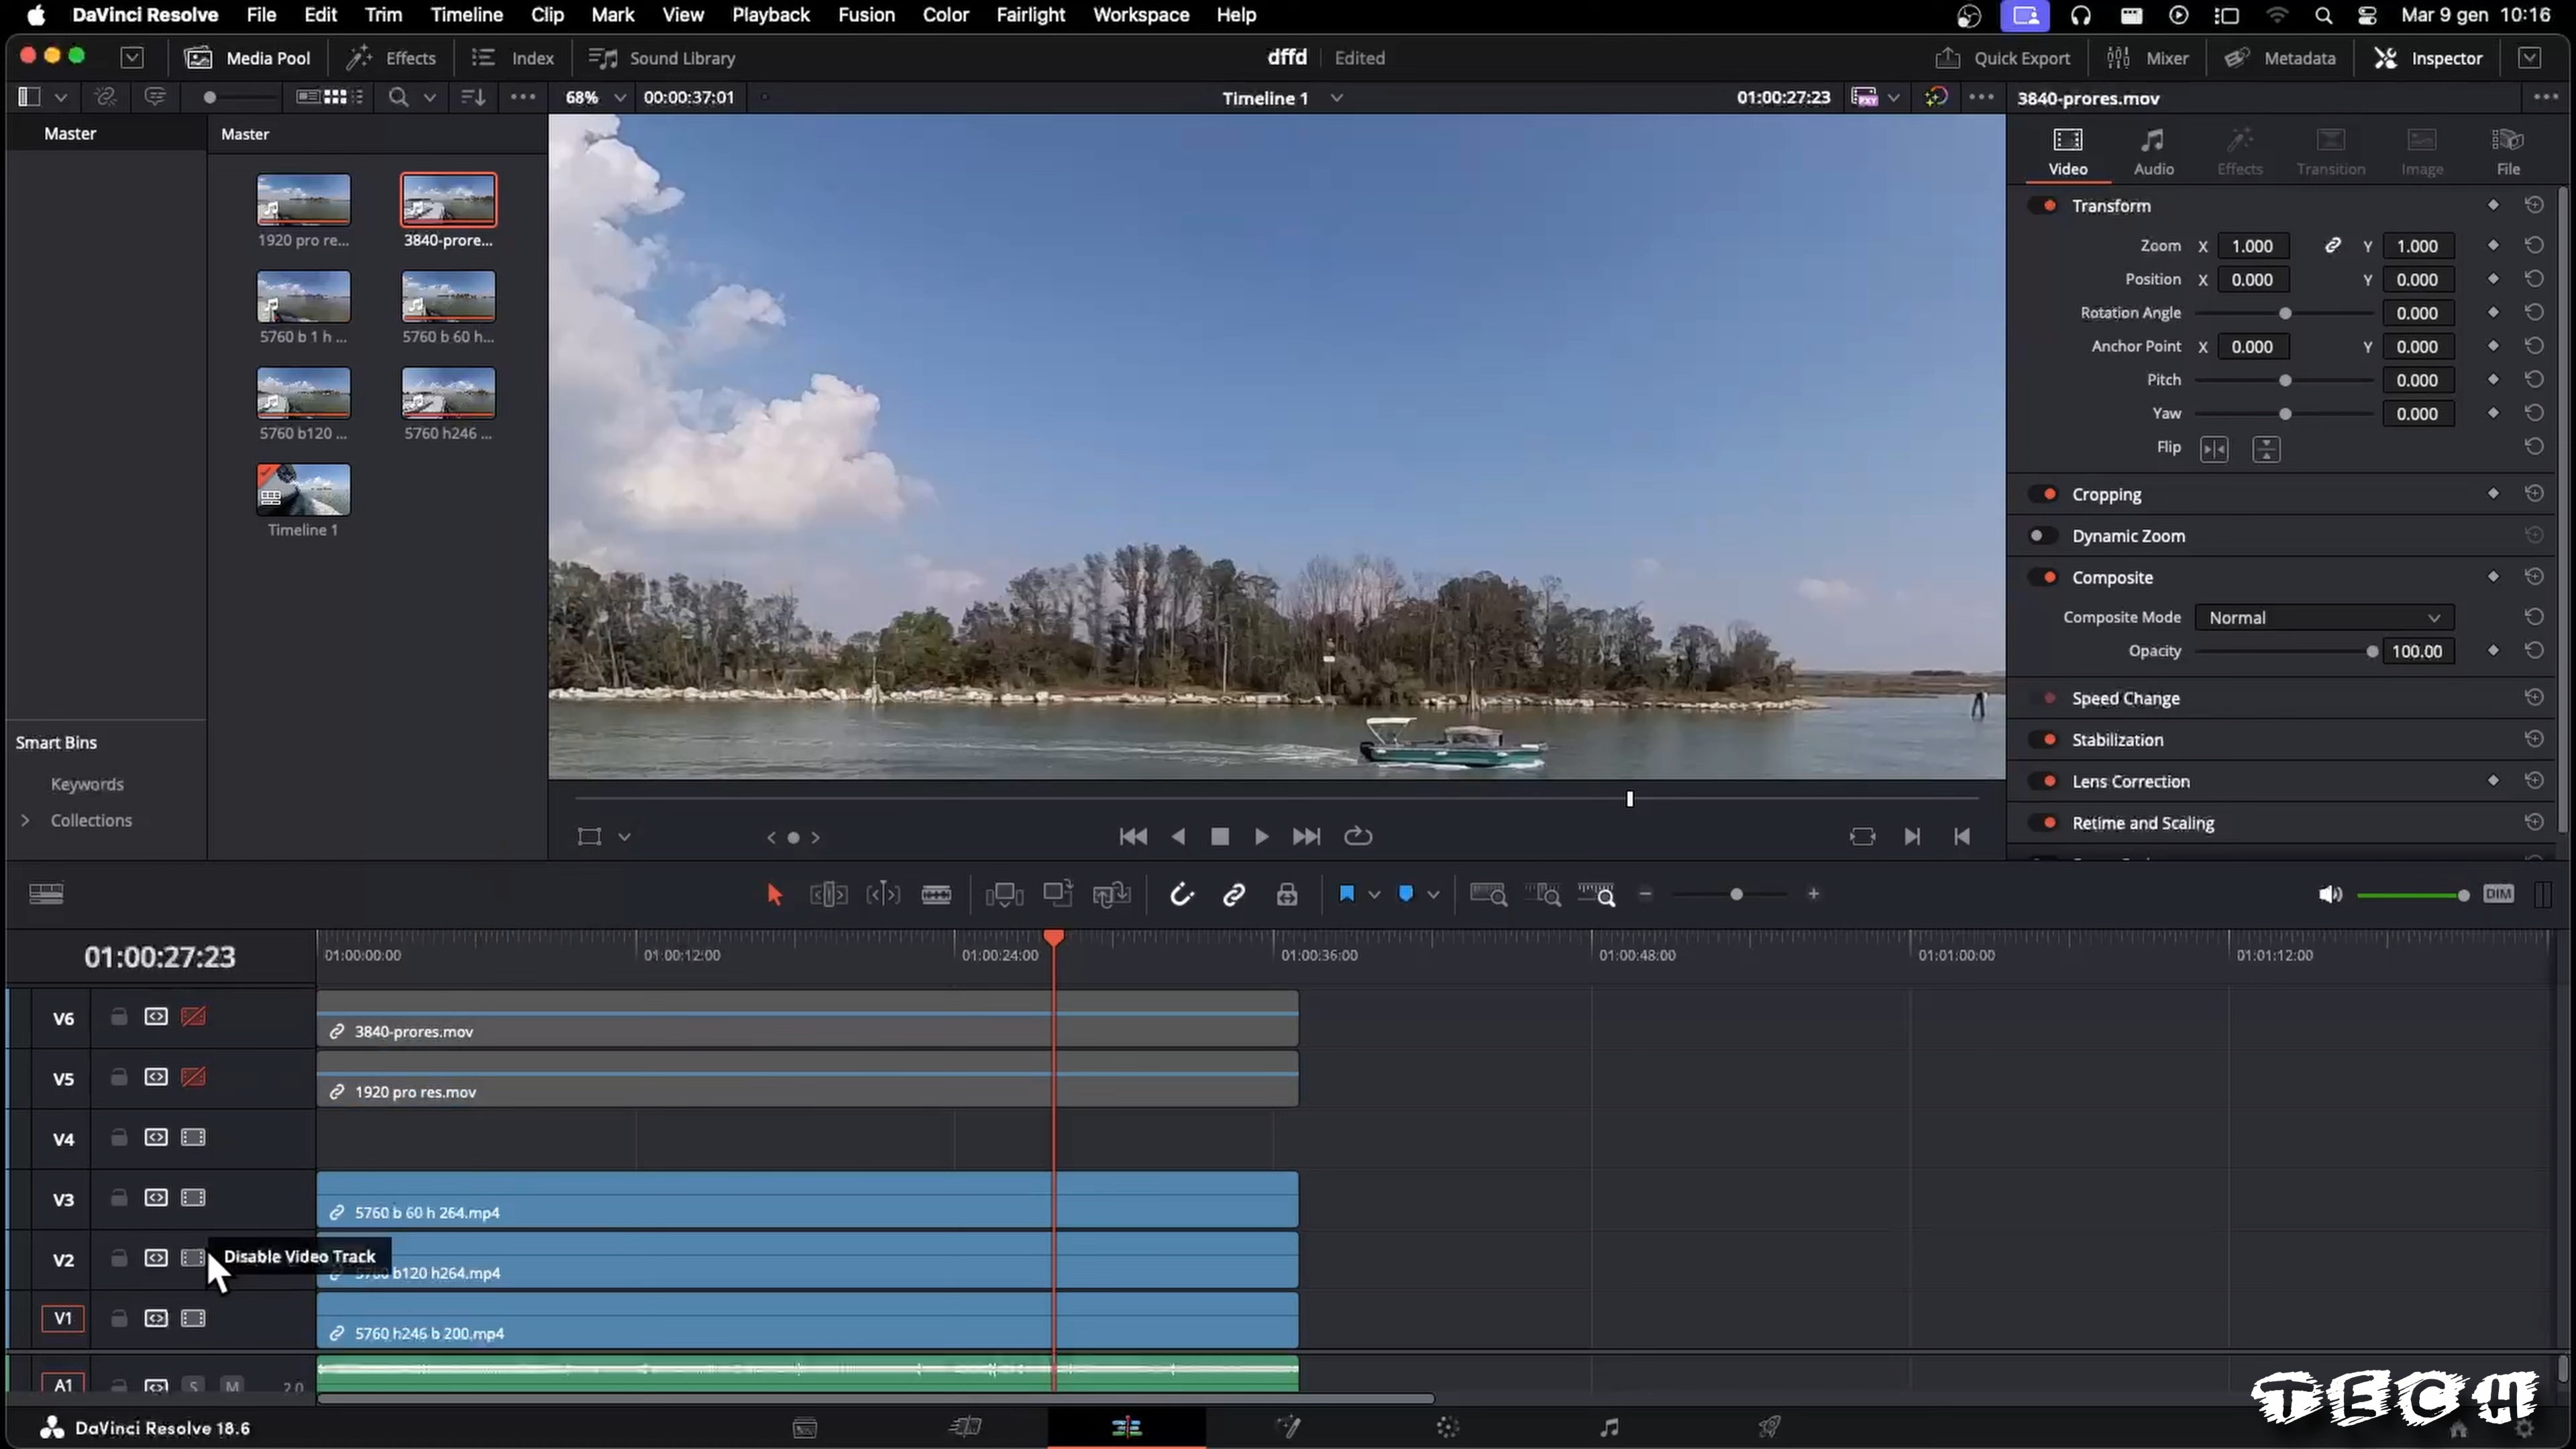 DaVinci Resolve File Edit Trim Timeline Clip Mark View Playback Fusion Color Fairlight Workspace Help Mar 9 gen 10:16
Media Pool Effects Index Sound Library dffd Edited Quick Export Mixer Metadata Inspector
68% 00:00:37:01 Timeline 1 01:00:27:23 PXY 3840-prores.mov
Master
Master
1920 pro re...
3840-prore...
5760 b 1 h ...
5760 b 60 h...
5760 b120 ...
5760 h246 ...
Timeline 1
Smart Bins
Keywords
Collections
Video Audio Effects Transition Image File
Transform
Zoom X 1.000 Y 1.000
Position X 0.000 Y 0.000
Rotation Angle 0.000
Anchor Point X 0.000 Y 0.000
Pitch 0.000
Yaw 0.000
Flip
Cropping
Dynamic Zoom
Composite
Composite Mode Normal
Opacity 100.00
Speed Change
Stabilization
Lens Correction
Retime and Scaling
DIM
01:00:27:23 01:00:00:00 01:00:12:00 01:00:24:00 01:00:36:00 01:00:48:00 01:01:00:00 01:01:12:00
V6 3840-prores.mov
V5 1920 pro res.mov
V4
V3 5760 b 60 h 264.mp4
V2 Disable Video Track
5760 b120 h264.mp4
V1 5760 h246 b 200.mp4
A1 S M 2.0
DaVinci Resolve 18.6
TECH